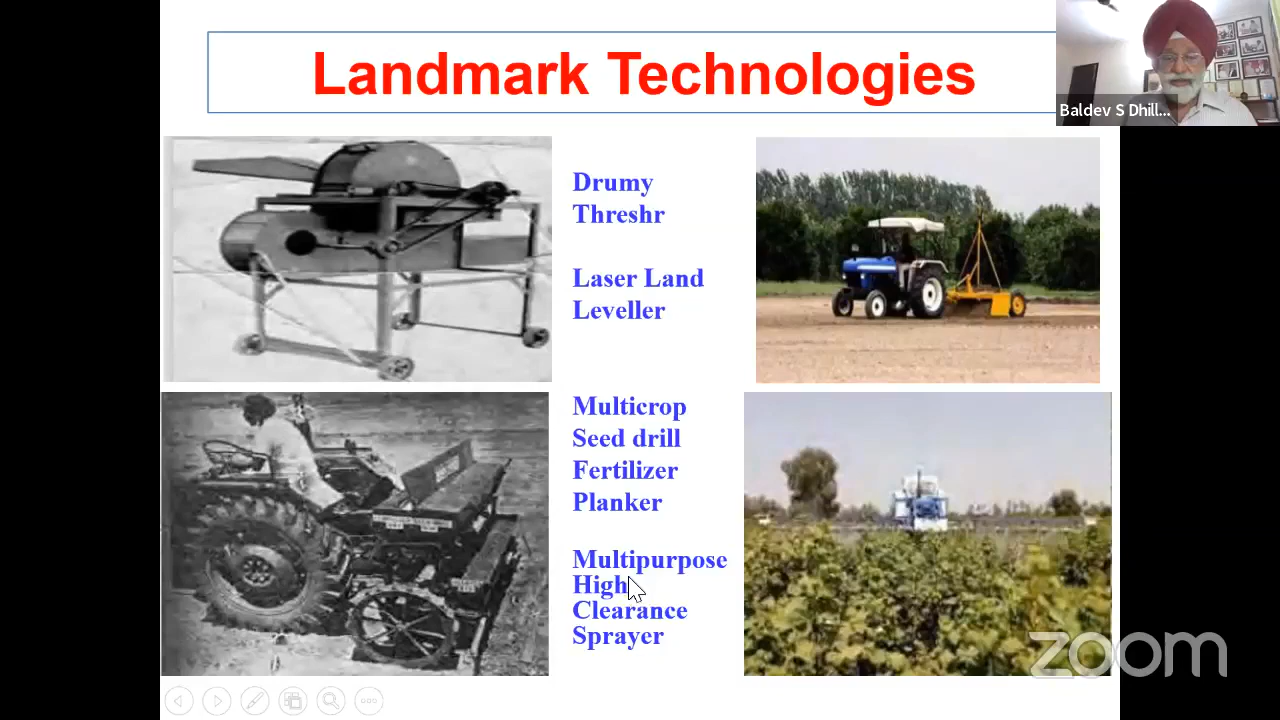 Landmark Technologies
Baldev S Dhill...
Drumy
Threshr
Laser Land
Leveller
Multicrop
Seed drill
Fertilizer
Planker
Multipurpose
High
Clearance
Sprayer
zoom